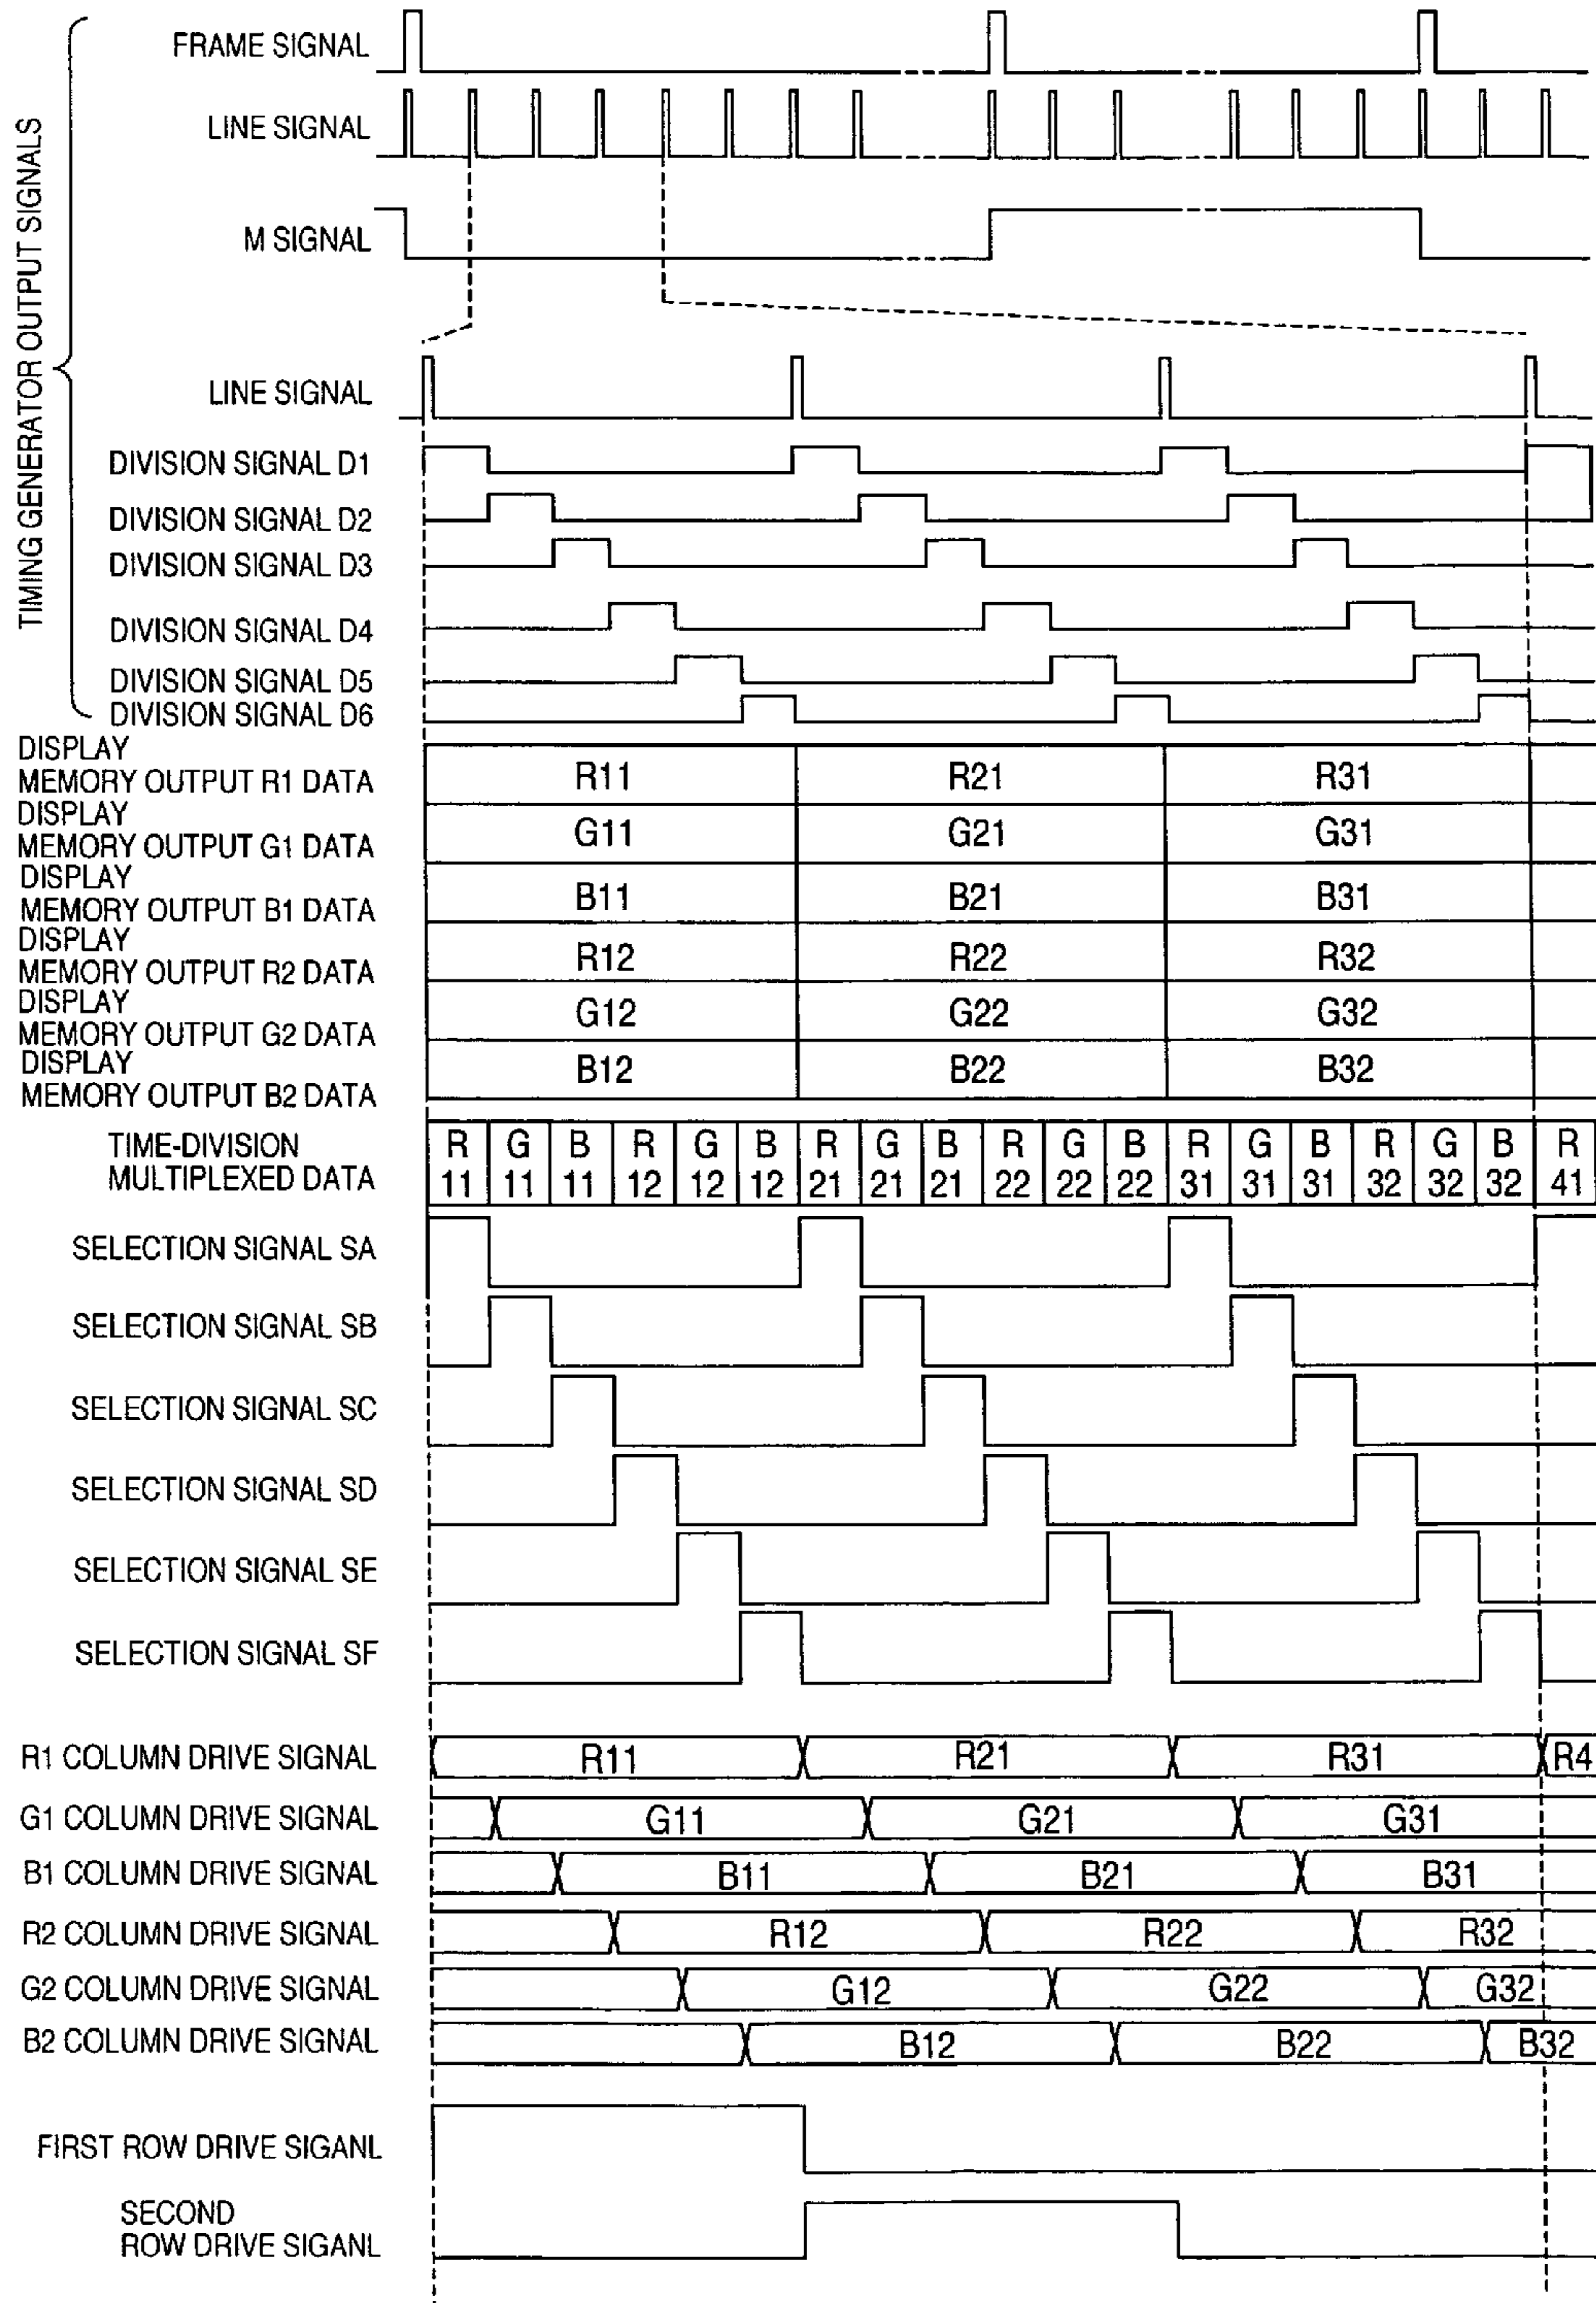 TIMING GENERATOR OUTPUT SIGNALS
FRAME SIGNAL
LINE SIGNAL
M SIGNAL
LINE SIGNAL
DIVISION SIGNAL D1
DIVISION SIGNAL D2
DIVISION SIGNAL D3
DIVISION SIGNAL D4
DIVISION SIGNAL D5
DIVISION SIGNAL D6
DISPLAY
MEMORY OUTPUT R1 DATA R11 R21 R31
DISPLAY
MEMORY OUTPUT G1 DATA G11 G21 G31
DISPLAY
MEMORY OUTPUT B1 DATA B11 B21 B31
DISPLAY
MEMORY OUTPUT R2 DATA R12 R22 R32
DISPLAY
MEMORY OUTPUT G2 DATA G12 G22 G32
DISPLAY
MEMORY OUTPUT B2 DATA B12 B22 B32
TIME-DIVISION R G B R G B R G B R G B R G B R G B R
MULTIPLEXED DATA 11 11 11 12 12 12 21 21 21 22 22 22 31 31 31 32 32 32 41
SELECTION SIGNAL SA
SELECTION SIGNAL SB
SELECTION SIGNAL SC
SELECTION SIGNAL SD
SELECTION SIGNAL SE
SELECTION SIGNAL SF
R1 COLUMN DRIVE SIGNAL R11 R21 R31 R4
G1 COLUMN DRIVE SIGNAL G11 G21 G31
B1 COLUMN DRIVE SIGNAL B11 B21 B31
R2 COLUMN DRIVE SIGNAL R12 R22 R32
G2 COLUMN DRIVE SIGNAL G12 G22 G32
B2 COLUMN DRIVE SIGNAL B12 B22 B32
FIRST ROW DRIVE SIGANL
SECOND
ROW DRIVE SIGANL